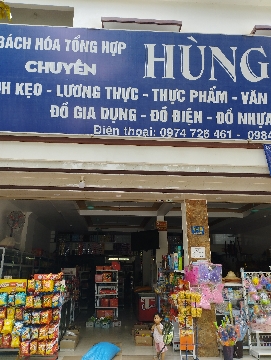 BÁCH HÓA TỔNG HỢP
CHUYÊN
HÙNG
KẸO - LƯƠNG THỰC - THỰC PHẨM - VĂN
ĐỒ GIA DỤNG - ĐỒ ĐIỆN - ĐỒ NHỰA
Điện thoại: 0974 726 461 - 098